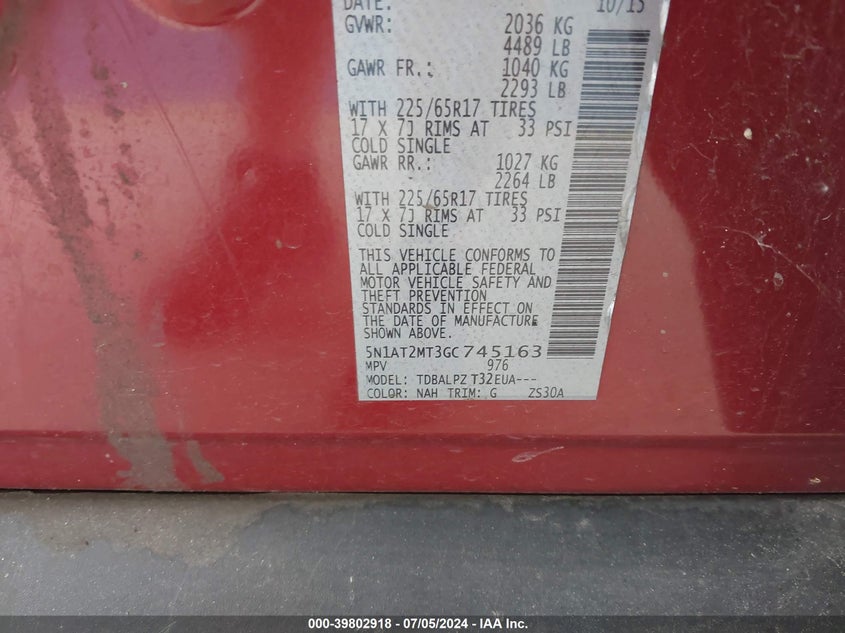 DATE: 10/15
GVWR: 2036 KG
4489 LB
GAWR FR.: 1040 KG
2293 LB
WITH 225/65R17 TIRES
17 X 7J RIMS AT 33 PSI
COLD SINGLE
GAWR RR.: 1027 KG
2264 LB
WITH 225/65R17 TIRES
17 X 7J RIMS AT 33 PSI
COLD SINGLE
THIS VEHICLE CONFORMS TO
ALL APPLICABLE FEDERAL
MOTOR VEHICLE SAFETY AND
THEFT PREVENTION
STANDARDS IN EFFECT ON
THE DATE OF MANUFACTURE
SHOWN ABOVE.
5N1AT2MT3GC745163
MPV 976
MODEL: TDBALPZ T32EUA---
COLOR: NAH TRIM: G ZS30A
000-39802918 - 07/05/2024 - IAA Inc.